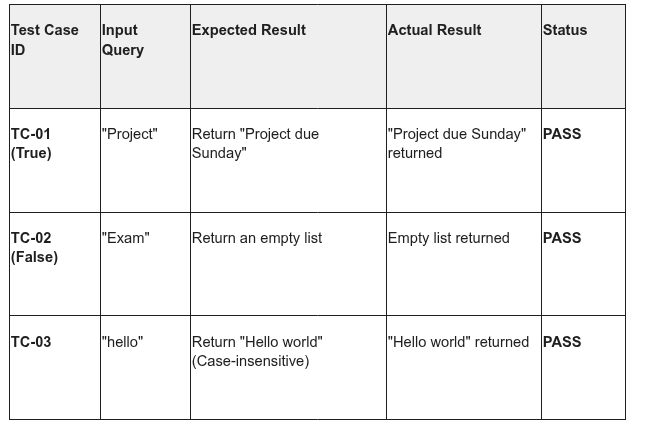 Test Case ID | Input Query | Expected Result | Actual Result | Status
TC-01 (True) | "Project" | Return "Project due Sunday" | "Project due Sunday" returned | PASS
TC-02 (False) | "Exam" | Return an empty list | Empty list returned | PASS
TC-03 | "hello" | Return "Hello world" (Case-insensitive) | "Hello world" returned | PASS